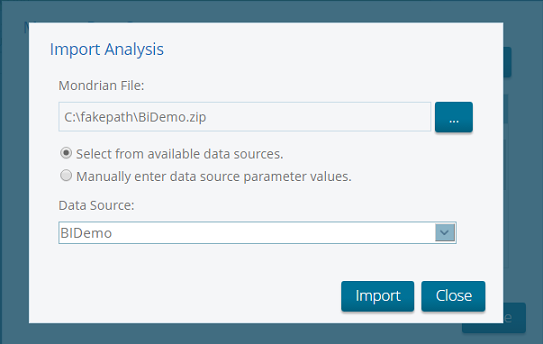 Import Analysis
Mondrian File:
C:\fakepath\BiDemo.zip
...
Select from available data sources.
Manually enter data source parameter values.
Data Source:
BIDemo
Import Close